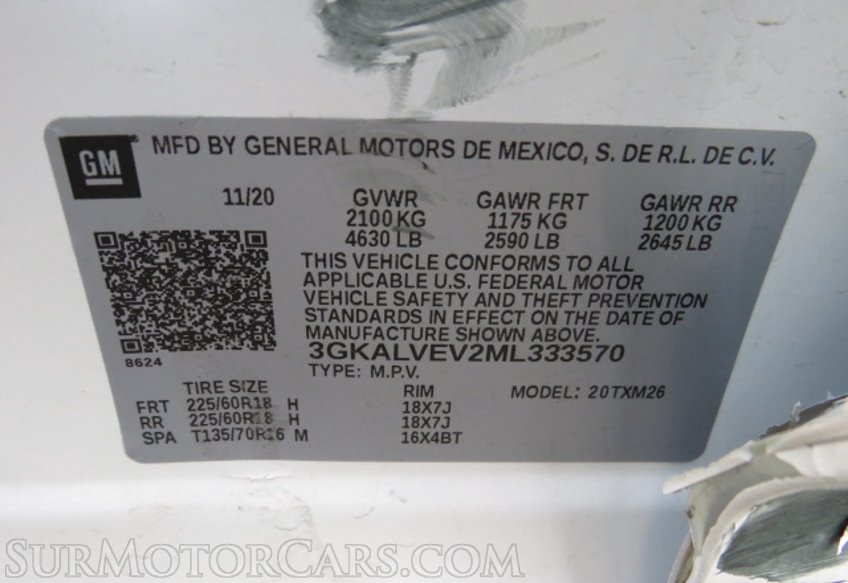 GM MFD BY GENERAL MOTORS DE MEXICO, S. DE R.L. DE C.V.
11/20 GVWR GAWR FRT GAWR RR
2100 KG 1175 KG 1200 KG
4630 LB 2590 LB 2645 LB
THIS VEHICLE CONFORMS TO ALL
APPLICABLE U.S. FEDERAL MOTOR
VEHICLE SAFETY AND THEFT PREVENTION
STANDARDS IN EFFECT ON THE DATE OF
MANUFACTURE SHOWN ABOVE.
8624 3GKALVEV2ML333570
TYPE: M.P.V.
TIRE SIZE RIM MODEL: 20TXM26
FRT 225/60R18 H 18X7J
RR 225/60R18 H 18X7J
SPA T135/70R16 M 16X4BT
SURMOTORCARS.COM